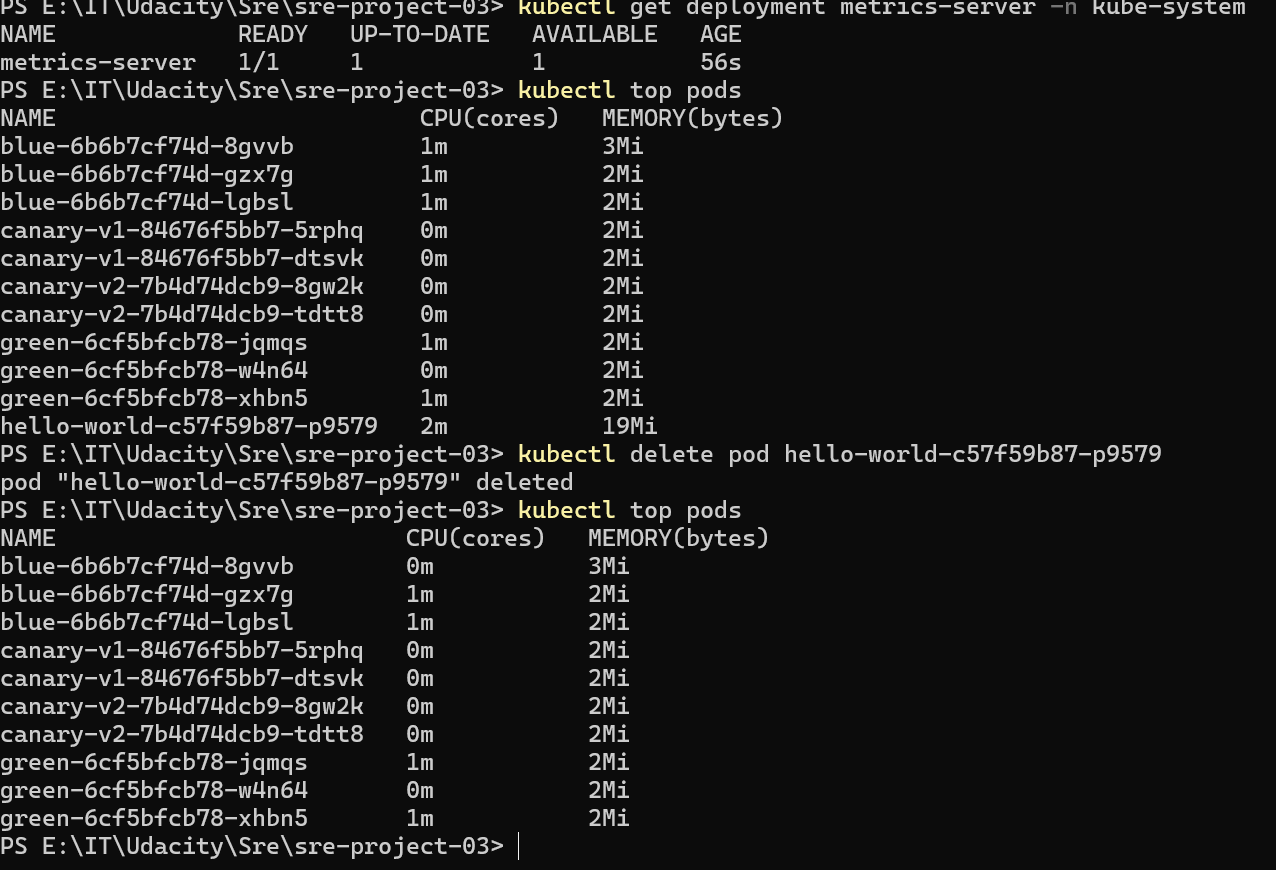 PS E:\IT\Udacity\Sre\sre-project-03> kubectl get deployment metrics-server -n kube-system
NAME             READY   UP-TO-DATE   AVAILABLE   AGE
metrics-server   1/1     1            1           56s
PS E:\IT\Udacity\Sre\sre-project-03> kubectl top pods
NAME                          CPU(cores)   MEMORY(bytes)
blue-6b6b7cf74d-8gvvb         1m           3Mi
blue-6b6b7cf74d-gzx7g         1m           2Mi
blue-6b6b7cf74d-lgbsl         1m           2Mi
canary-v1-84676f5bb7-5rphq    0m           2Mi
canary-v1-84676f5bb7-dtsvk    0m           2Mi
canary-v2-7b4d74dcb9-8gw2k    0m           2Mi
canary-v2-7b4d74dcb9-tdtt8    0m           2Mi
green-6cf5bfcb78-jqmqs        1m           2Mi
green-6cf5bfcb78-w4n64        0m           2Mi
green-6cf5bfcb78-xhbn5        1m           2Mi
hello-world-c57f59b87-p9579   2m           19Mi
PS E:\IT\Udacity\Sre\sre-project-03> kubectl delete pod hello-world-c57f59b87-p9579
pod "hello-world-c57f59b87-p9579" deleted
PS E:\IT\Udacity\Sre\sre-project-03> kubectl top pods
NAME                         CPU(cores)   MEMORY(bytes)
blue-6b6b7cf74d-8gvvb        0m           3Mi
blue-6b6b7cf74d-gzx7g        1m           2Mi
blue-6b6b7cf74d-lgbsl        1m           2Mi
canary-v1-84676f5bb7-5rphq   0m           2Mi
canary-v1-84676f5bb7-dtsvk   0m           2Mi
canary-v2-7b4d74dcb9-8gw2k   0m           2Mi
canary-v2-7b4d74dcb9-tdtt8   0m           2Mi
green-6cf5bfcb78-jqmqs       1m           2Mi
green-6cf5bfcb78-w4n64       0m           2Mi
green-6cf5bfcb78-xhbn5       1m           2Mi
PS E:\IT\Udacity\Sre\sre-project-03>